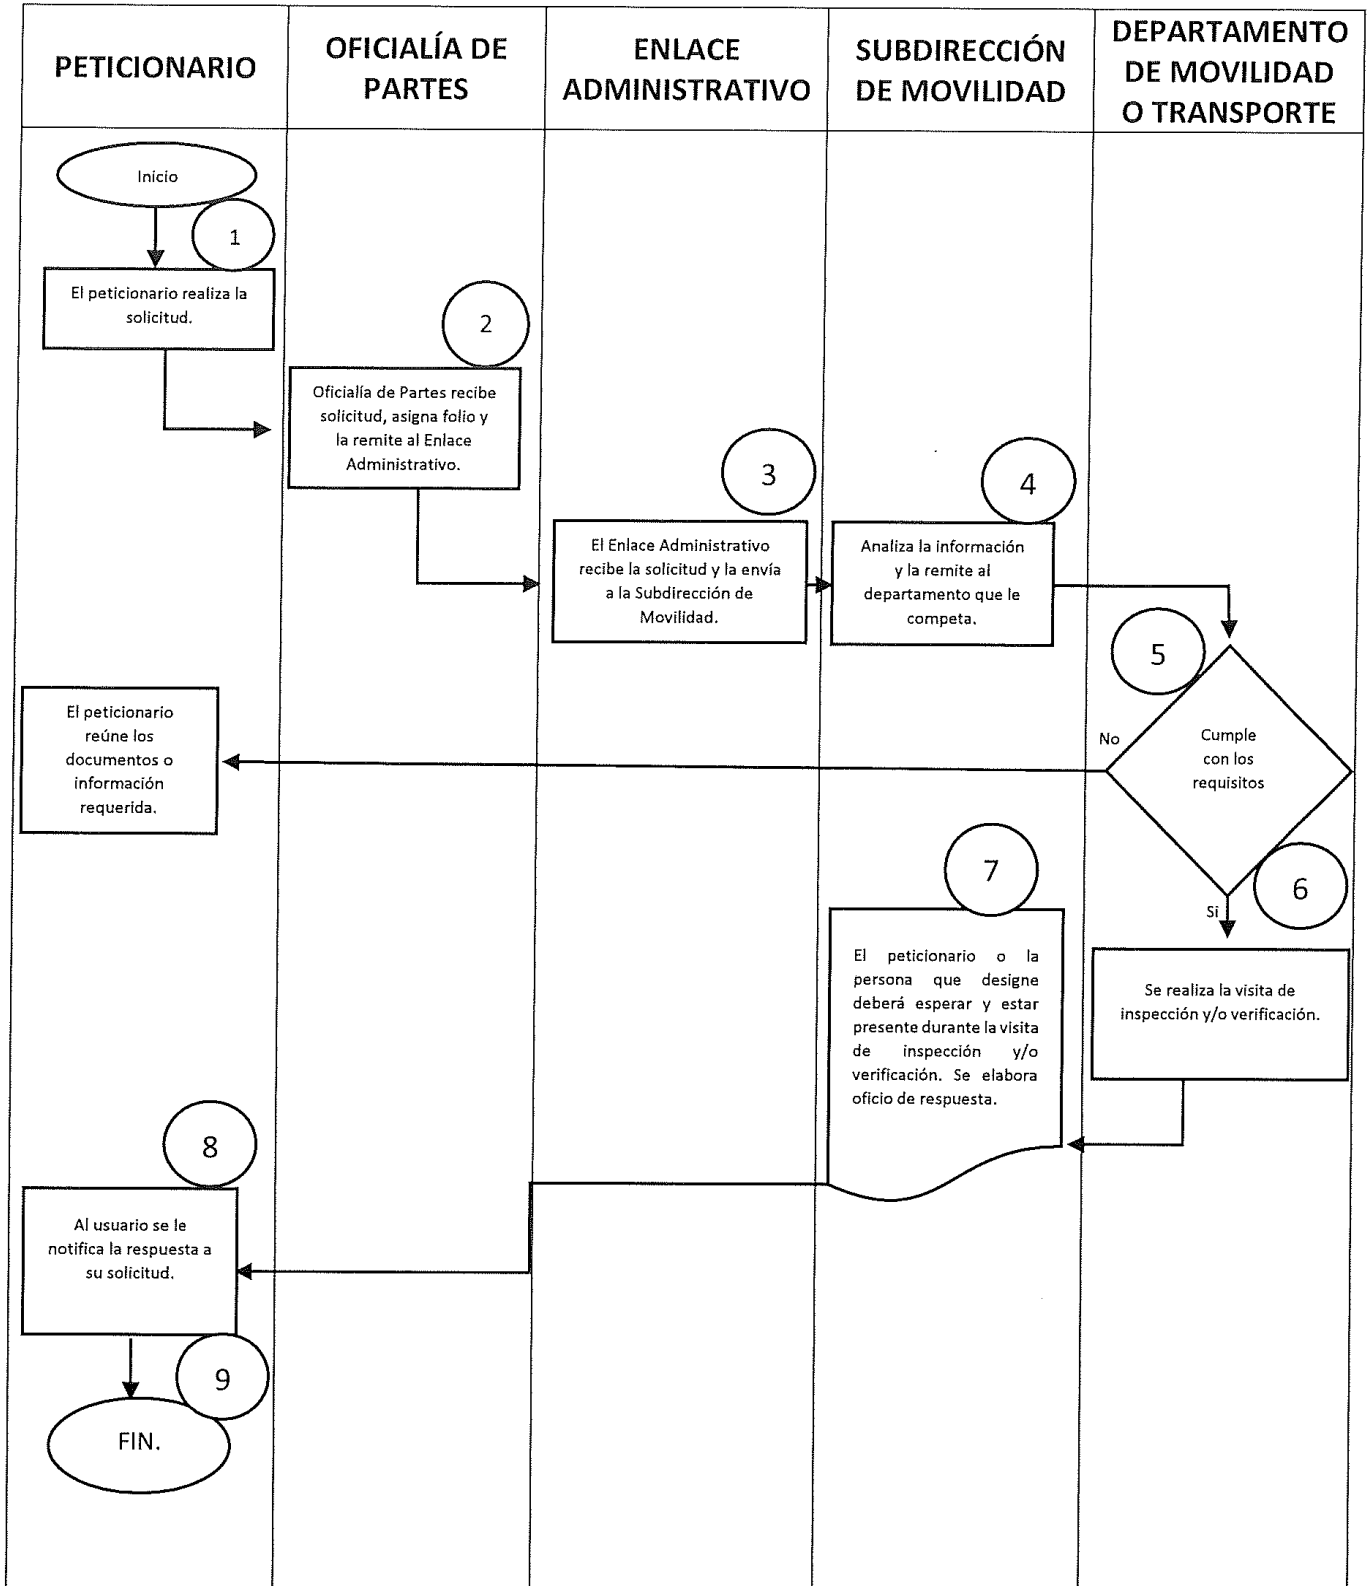 PETICIONARIO
OFICIALÍA DE
PARTES
ENLACE
ADMINISTRATIVO
SUBDIRECCIÓN
DE MOVILIDAD
DEPARTAMENTO
DE MOVILIDAD
O TRANSPORTE
Inicio
1
El peticionario realiza la
solicitud.
2
Oficialía de Partes recibe
solicitud, asigna folio y
la remite al Enlace
Administrativo.
3
El Enlace Administrativo
recibe la solicitud y la envía
a la Subdirección de
Movilidad.
4
Analiza la información
y la remite al
departamento que le
competa.
5
Cumple
con los
requisitos
No
El peticionario
reúne los
documentos o
información
requerida.
Si
6
Se realiza la visita de
inspección y/o verificación.
7
El peticionario o la
persona que designe
deberá esperar y estar
presente durante la visita
de inspección y/o
verificación. Se elabora
oficio de respuesta.
8
Al usuario se le
notifica la respuesta a
su solicitud.
9
FIN.